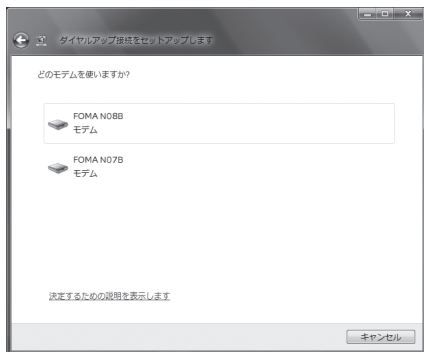 ダイヤルアップ接続をセットアップします
どのモデムを使いますか?
FOMA N08B
モデム
FOMA N07B
モデム
決定するための説明を表示します
キャンセル